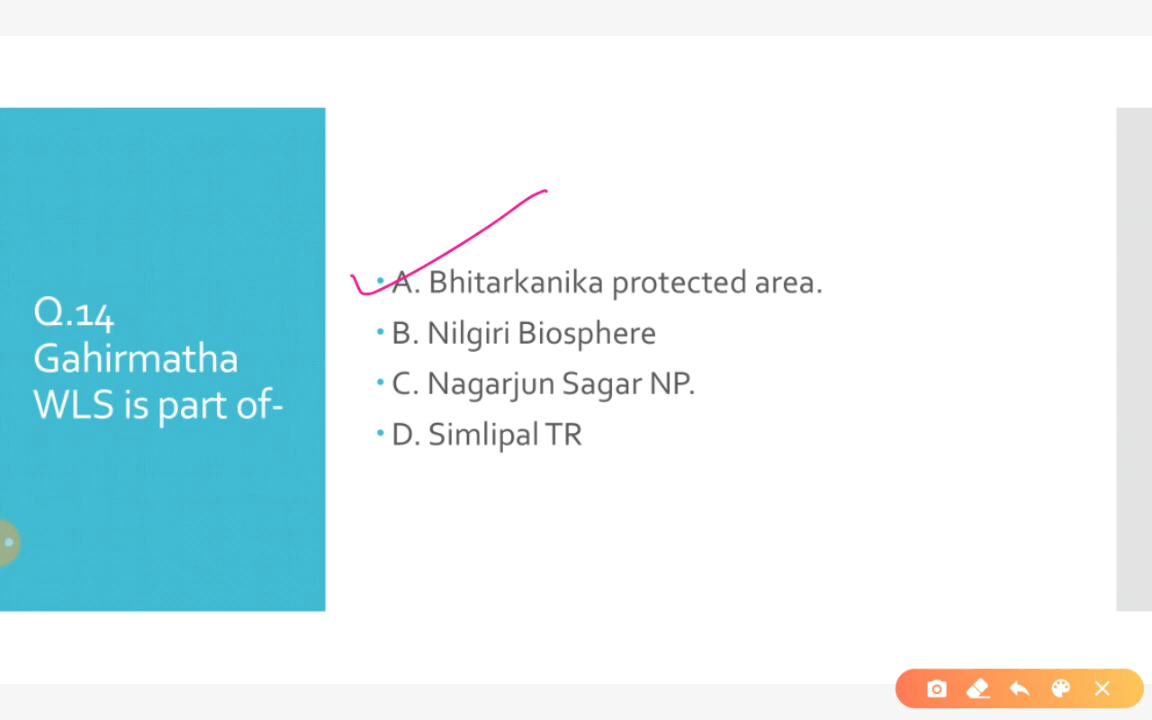 Q.14
Gahirmatha
WLS is part of-
• A. Bhitarkanika protected area.
• B. Nilgiri Biosphere
• C. Nagarjun Sagar NP.
• D. Simlipal TR